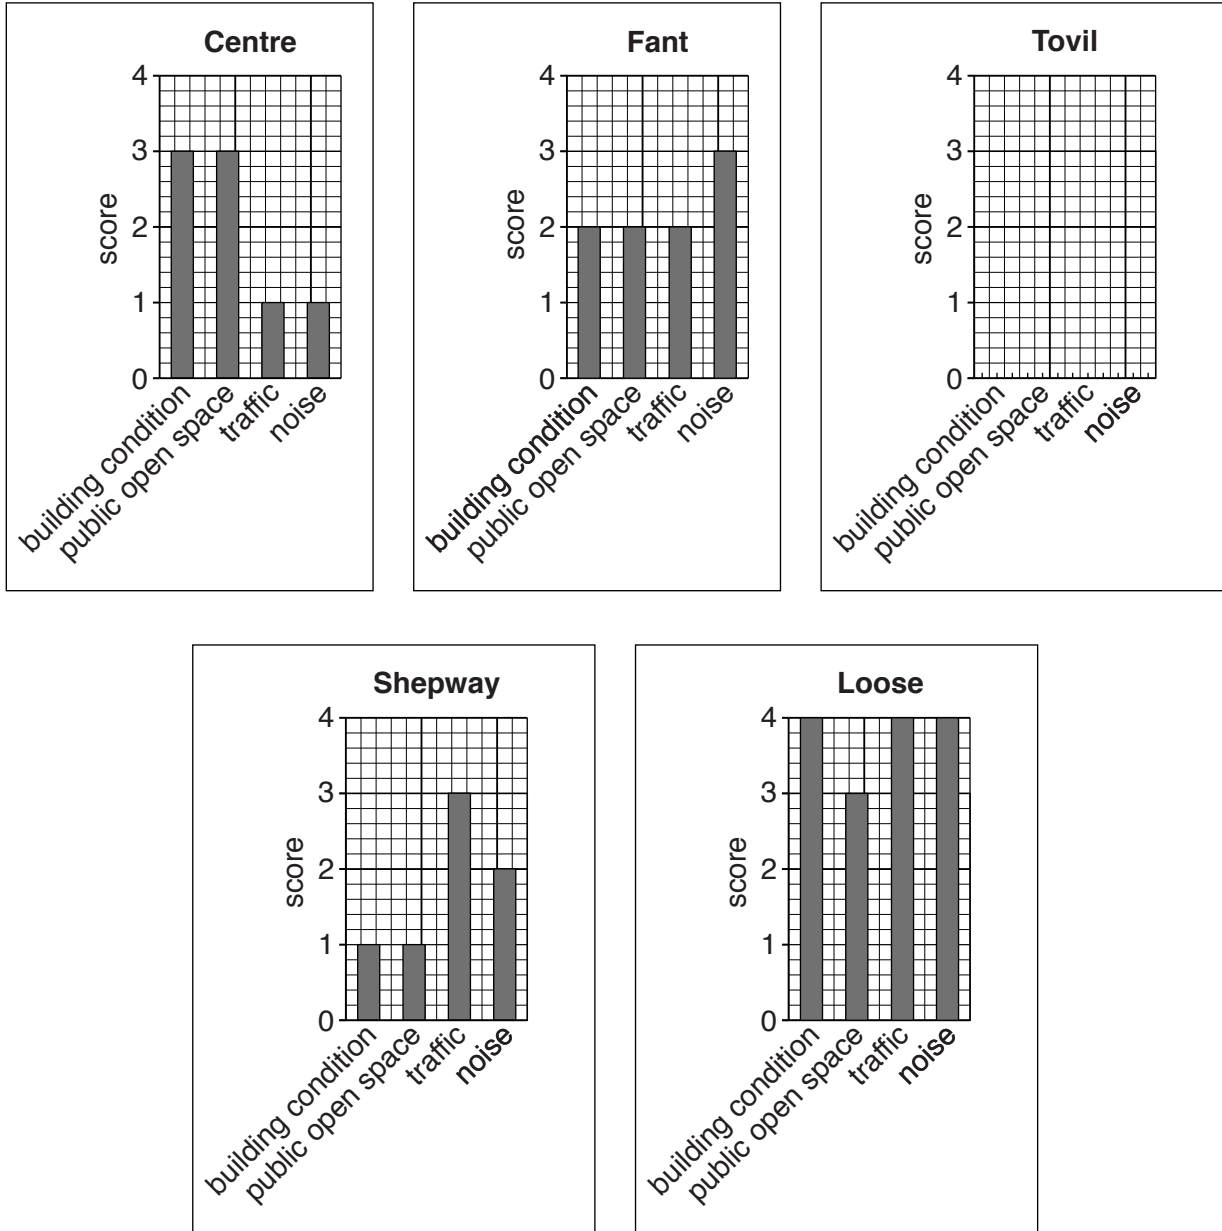 Centre
4
3
2
1
0
score
building condition
public open space
traffic
noise
Fant
4
3
2
1
0
score
building condition
public open space
traffic
noise
Tovil
4
3
2
1
0
score
building condition
public open space
traffic
noise
Shepway
4
3
2
1
0
score
building condition
public open space
traffic
noise
Loose
4
3
2
1
0
score
building condition
public open space
traffic
noise